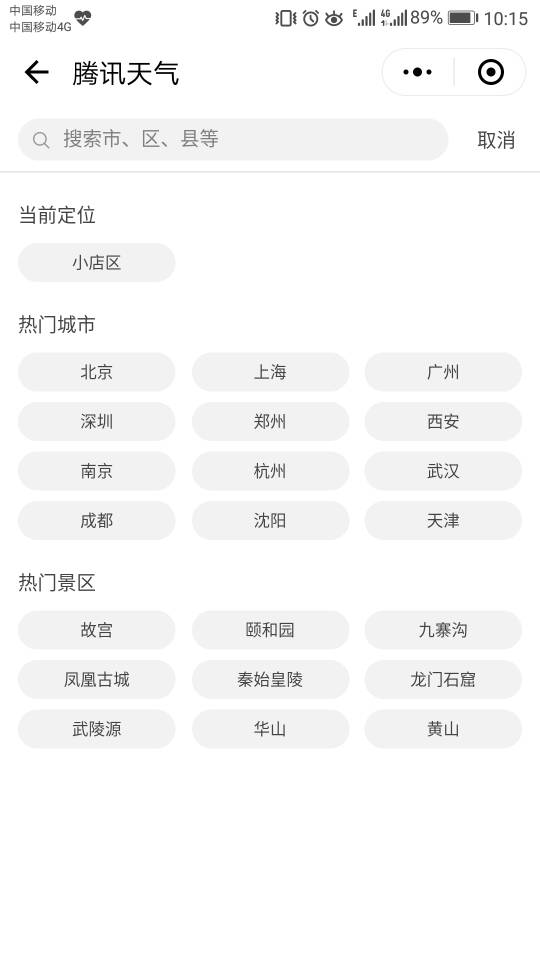 中国移动
中国移动4G
E 4G 89% 10:15
腾讯天气
搜索市、区、县等 取消
当前定位
小店区
热门城市
北京 上海 广州
深圳 郑州 西安
南京 杭州 武汉
成都 沈阳 天津
热门景区
故宫 颐和园 九寨沟
凤凰古城 秦始皇陵 龙门石窟
武陵源 华山 黄山